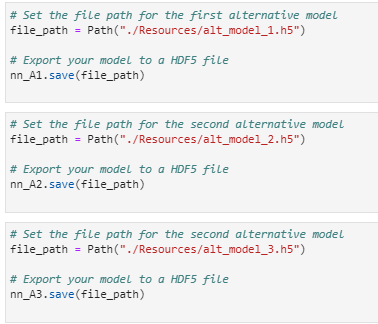 # Set the file path for the first alternative model
file_path = Path("./Resources/alt_model_1.h5")
# Export your model to a HDF5 file
nn_A1.save(file_path)
# Set the file path for the second alternative model
file_path = Path("./Resources/alt_model_2.h5")
# Export your model to a HDF5 file
nn_A2.save(file_path)
# Set the file path for the second alternative model
file_path = Path("./Resources/alt_model_3.h5")
# Export your model to a HDF5 file
nn_A3.save(file_path)